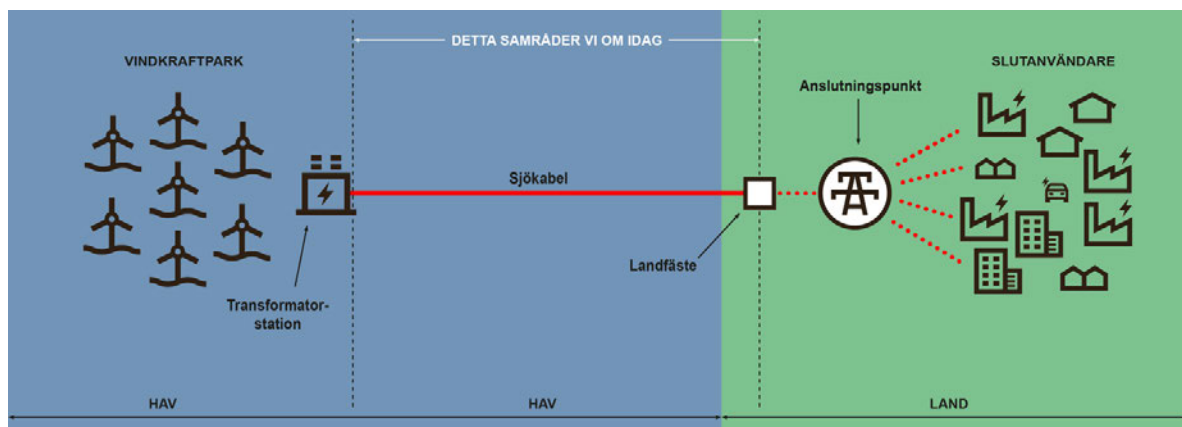 DETTA SAMRÅDER VI OM IDAG
VINDKRAFTPARK
SLUTANVÄNDARE
Anslutningspunkt
Sjökabel
Landfäste
Transformator-
station
HAV
HAV
LAND